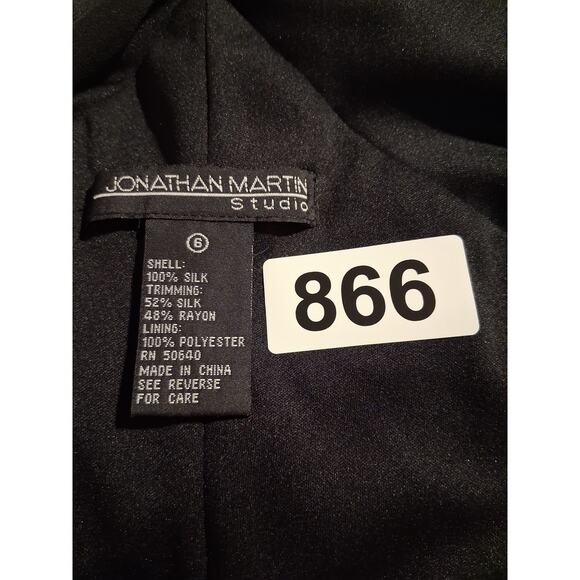 JONATHAN MARTIN
Studio
6
SHELL:
100% SILK
TRIMMING:
52% SILK
48% RAYON
LINING:
100% POLYESTER
RN 50640
MADE IN CHINA
SEE REVERSE
FOR CARE
866